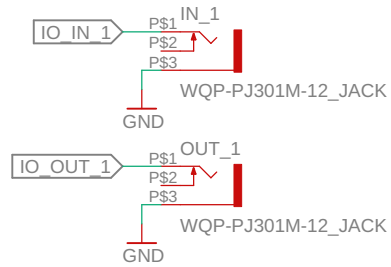 IN_1
IO_IN_1
P$1
P$2
P$3
WQP-PJ301M-12_JACK
GND
OUT_1
IO_OUT_1
P$1
P$2
P$3
WQP-PJ301M-12_JACK
GND